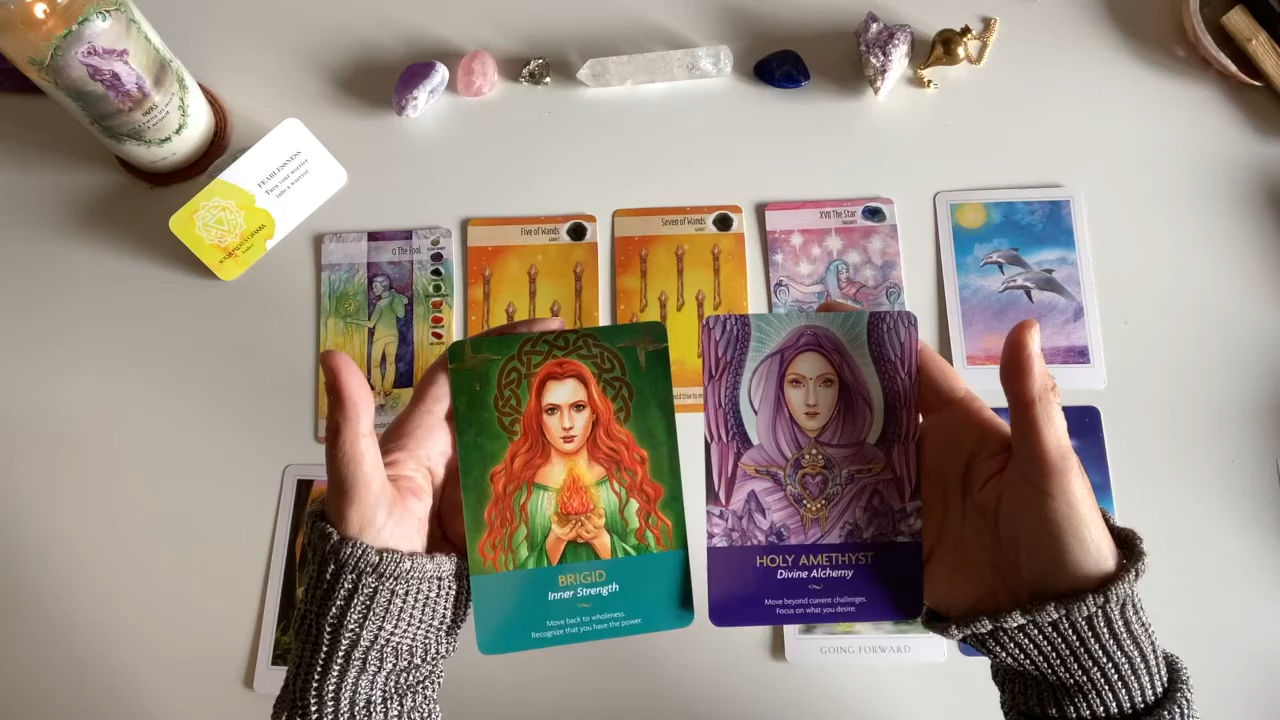 FEARLESSNESS
Turn your worrier
into a warrior
SOLAR PLEXUS CHAKRA
0 The Fool
Five of Wands
GARNET
Seven of Wands
GARNET
XVII The Star
BRIGID
Inner Strength
Move back to wholeness.
Recognize that you have the power.
HOLY AMETHYST
Divine Alchemy
Move beyond current challenges.
Focus on what you desire.
GOING FORWARD